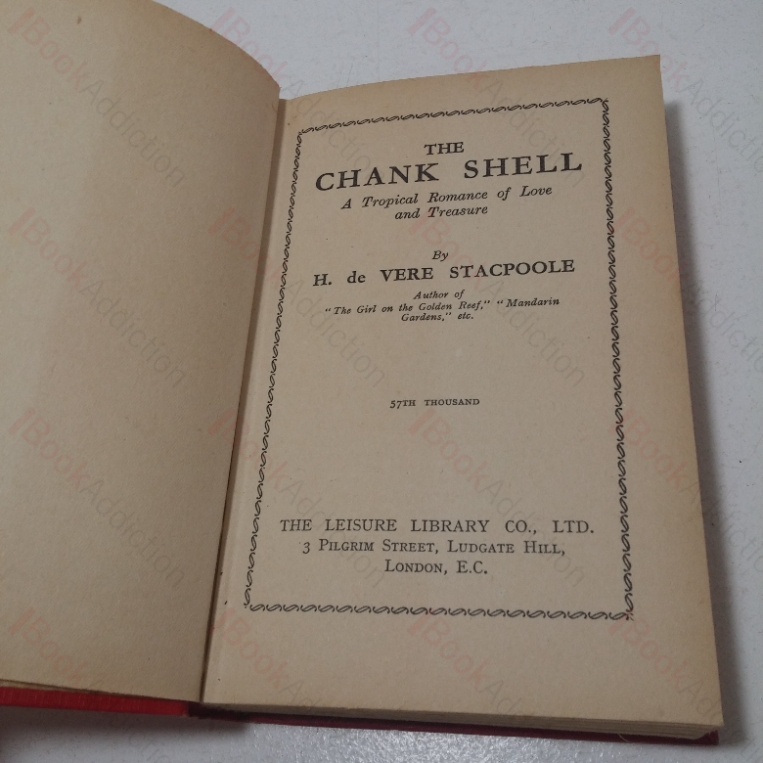 THE
CHANK SHELL
A Tropical Romance of Love
and Treasure
By
H. de VERE STACPOOLE
Author of
"The Girl on the Golden Reef," "Mandarin
Gardens," etc.
57TH THOUSAND
THE LEISURE LIBRARY CO., LTD.
3 PILGRIM STREET, LUDGATE HILL,
LONDON, E.C.
BookAddiction